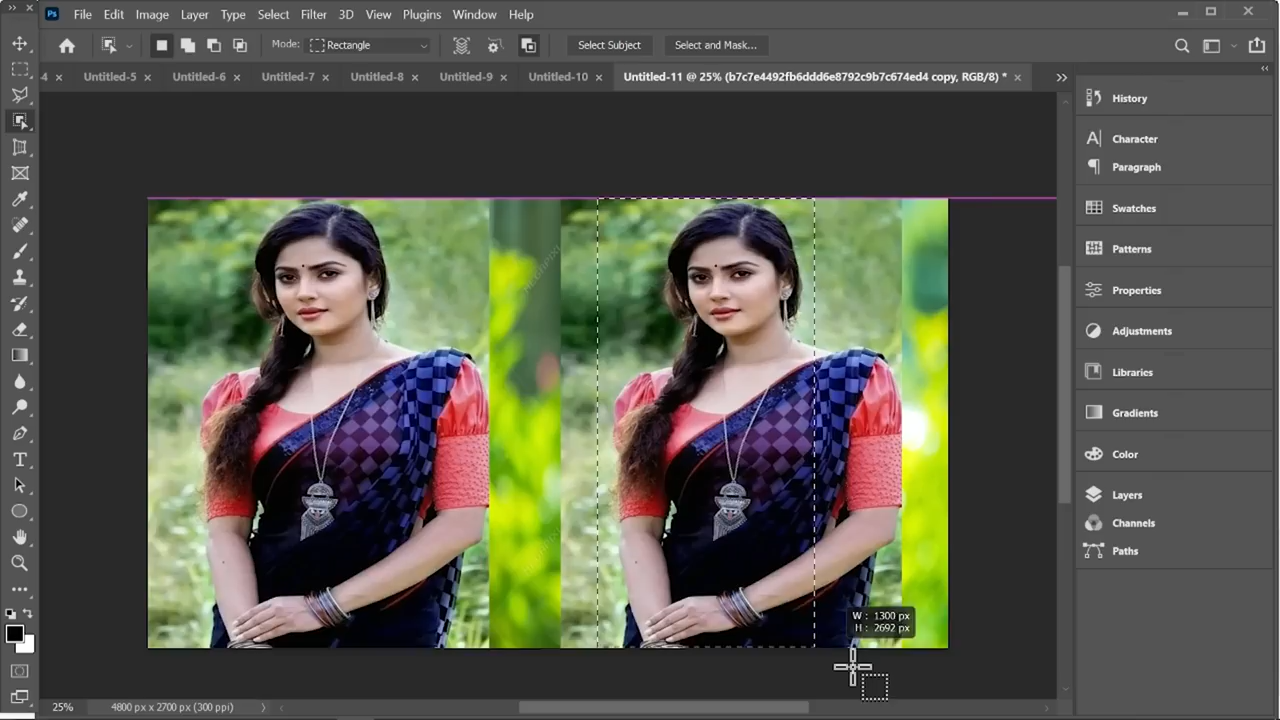 Ps File Edit Image Layer Type Select Filter 3D View Plugins Window Help
Mode: Rectangle Select Subject Select and Mask...
-4 Untitled-5 Untitled-6 Untitled-7 Untitled-8 Untitled-9 Untitled-10 Untitled-11 @ 25% (b7c7e4492fb6ddd6e8792c9b7c674ed4 copy, RGB/8) *
History
Character
Paragraph
Swatches
Patterns
Properties
Adjustments
Libraries
Gradients
Color
Layers
Channels
Paths
W : 1300 px
H : 2692 px
25% 4800 px x 2700 px (300 ppi)